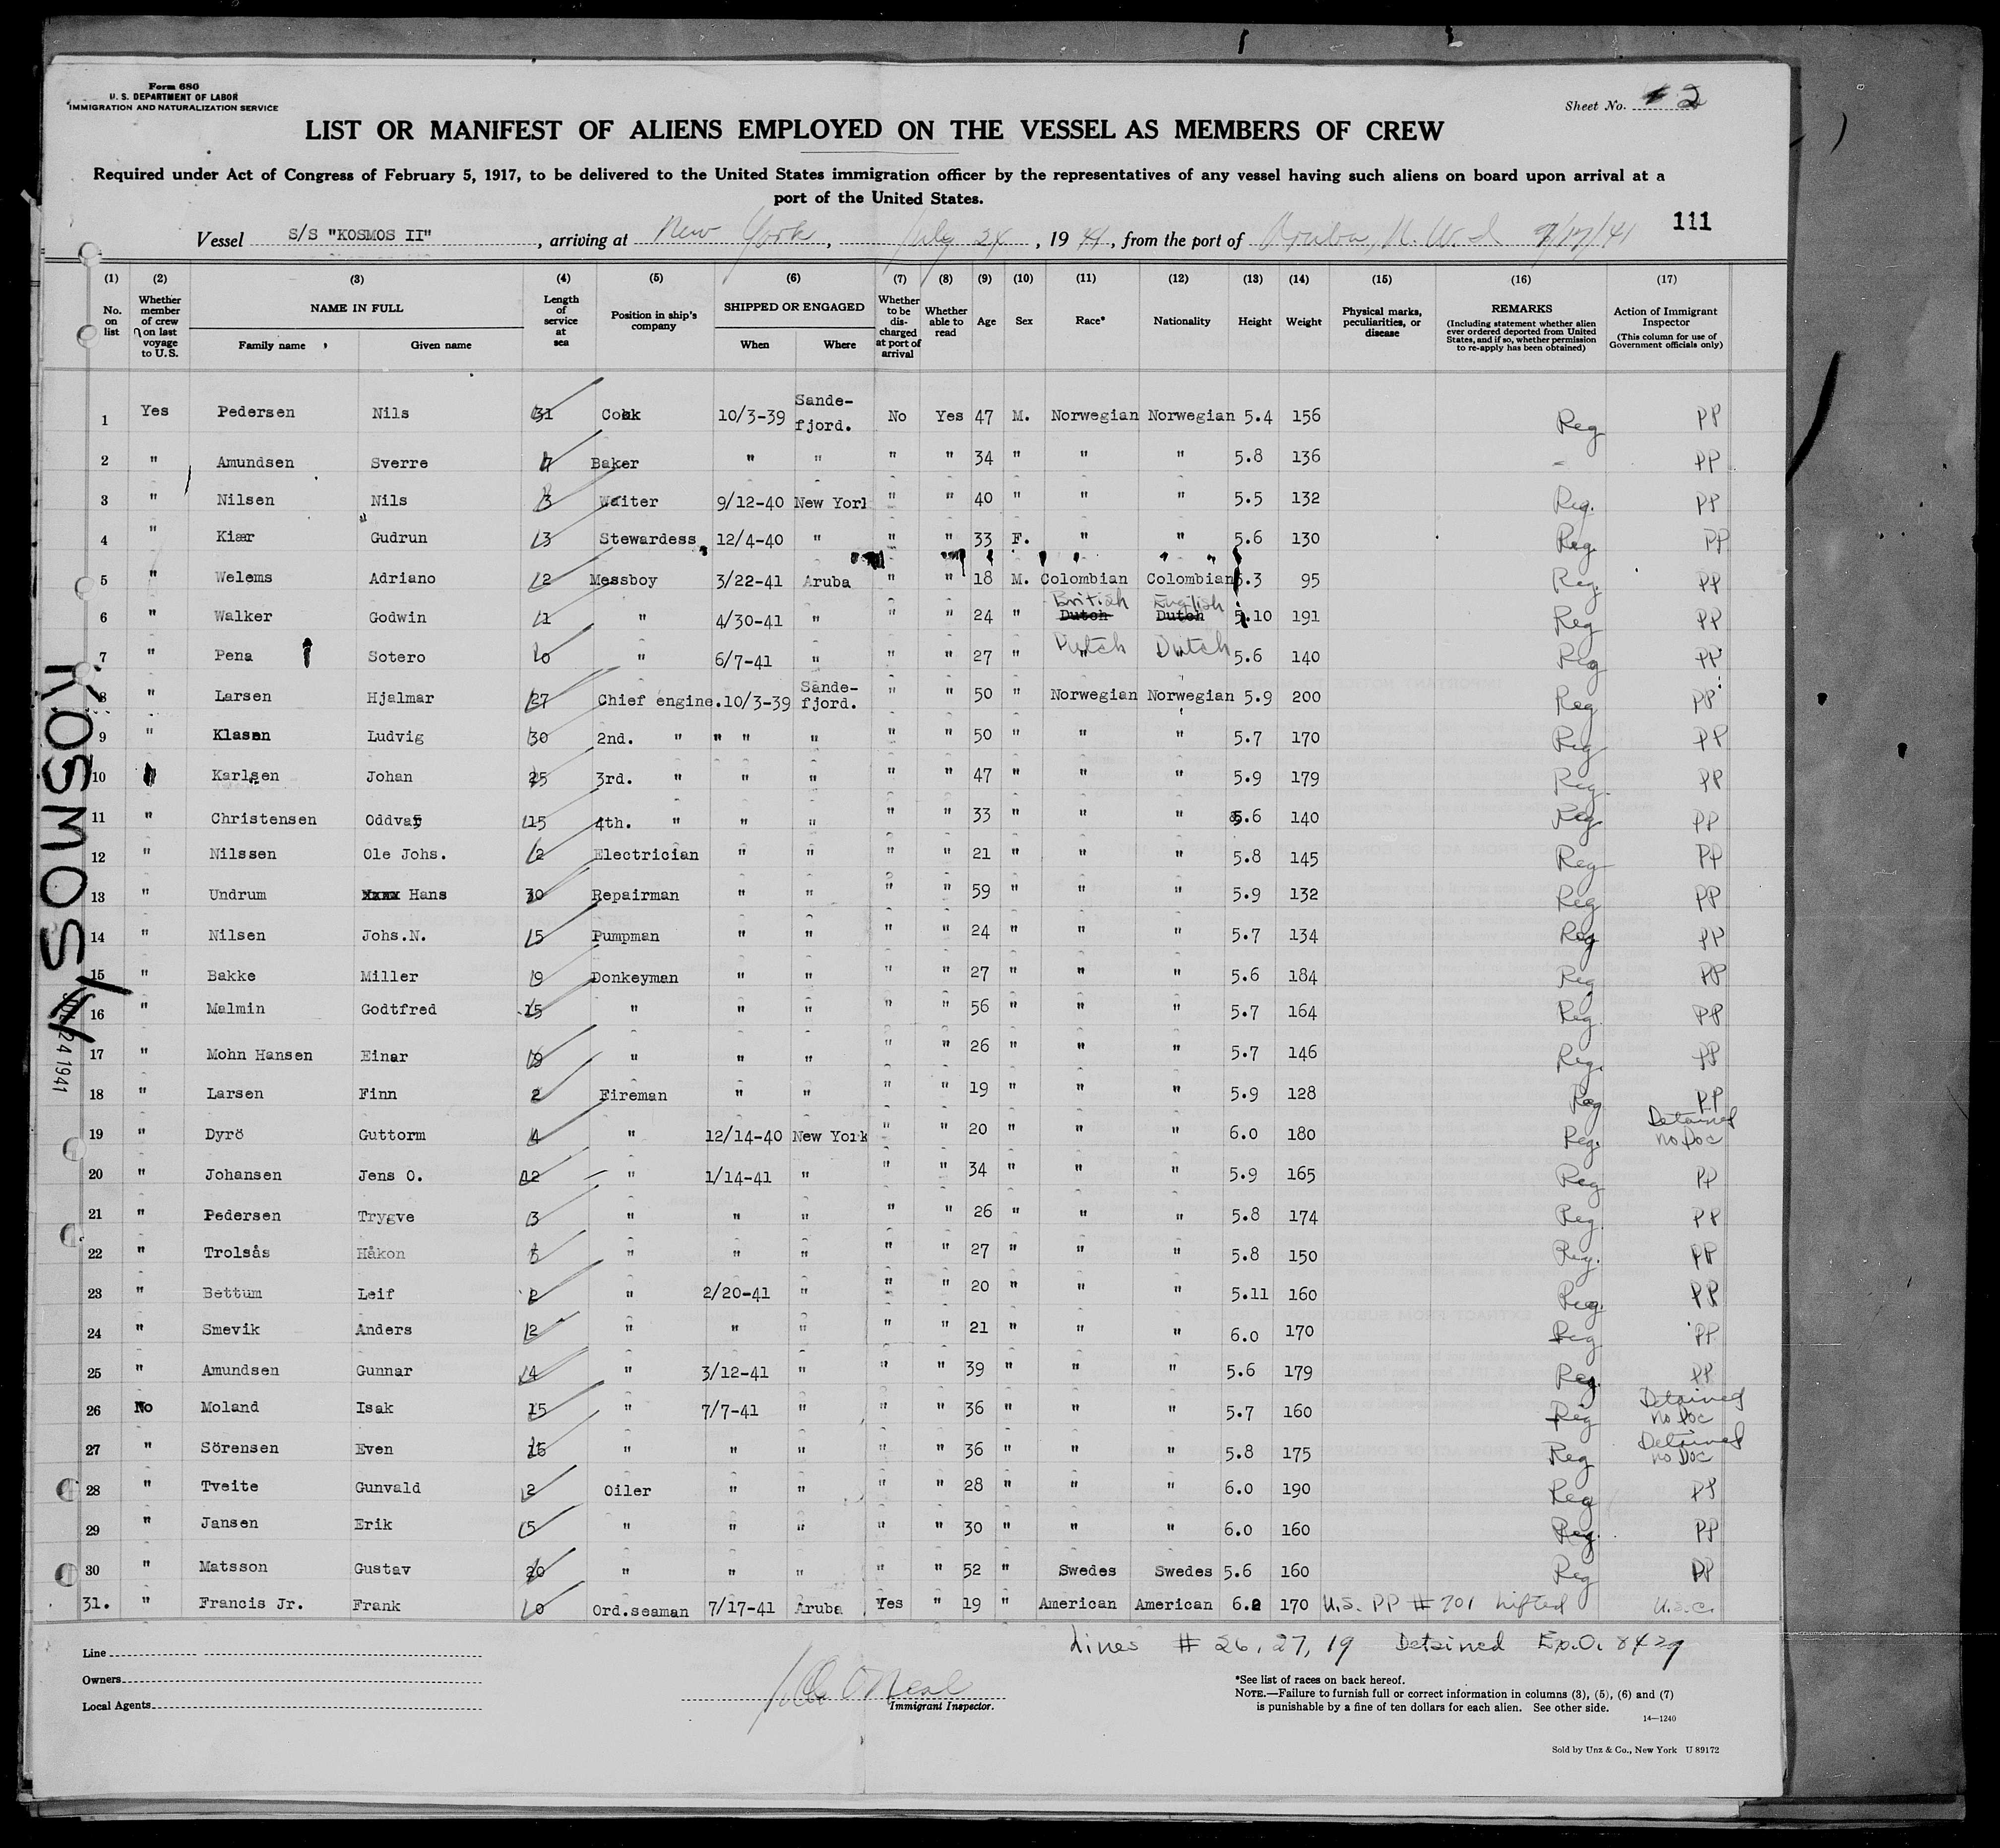 Form 680
U. S. DEPARTMENT OF LABOR
IMMIGRATION AND NATURALIZATION SERVICE
Sheet No. 2
LIST OR MANIFEST OF ALIENS EMPLOYED ON THE VESSEL AS MEMBERS OF CREW
Required under Act of Congress of February 5, 1917, to be delivered to the United States immigration officer by the representatives of any vessel having such aliens on board upon arrival at a
port of the United States.
111
Vessel S/S "KOSMOS II", arriving at New York, July 24, 1941, from the port of Aruba, N. W. I 7/17/41
(1) (2) (3) (4) (5) (6) (7) (8) (9) (10) (11) (12) (13) (14) (15) (16) (17)
No. on list
Whether member of crew on last voyage to U.S.
NAME IN FULL
Family name Given name
Length of service at sea
Position in ship's company
SHIPPED OR ENGAGED
When Where
Whether to be discharged at port of arrival
Whether able to read
Age
Sex
Race*
Nationality
Height
Weight
Physical marks, peculiarities, or disease
REMARKS
(Including statement whether alien ever ordered deported from United States, and if so, whether permission to re-apply has been obtained)
Action of Immigrant Inspector
(This column for use of Government officials only)
1 Yes Pedersen Nils 31 Cook 10/3-39 Sande-fjord. No Yes 47 M. Norwegian Norwegian 5.4 156 Reg PP
2 " Amundsen Sverre 7 Baker " " " " 34 " " " 5.8 136 PP
3 " Nilsen Nils 3 Waiter 9/12-40 New York " " 40 " " " 5.5 132 Reg. PP
4 " Kiær Gudrun 3 Stewardess 12/4-40 " " " 33 F. " " 5.6 130 Reg. PP
5 " Welems Adriano 2 Messboy 3/22-41 Aruba " " 18 M. Colombian Colombian 5.3 95 Reg. PP
6 " Walker Godwin 1 " 4/30-41 " " " 24 " British Dutch English Dutch 5.10 191 Reg PP
7 " Pena Sotero 0 " 6/7-41 " " " 27 " Dutch Dutch 5.6 140 Reg PP
8 " Larsen Hjalmar 27 Chief engine. 10/3-39 Sande-fjord. " " 50 " Norwegian Norwegian 5.9 200 Reg PP
9 " Klasen Ludvig 30 2nd. " " " " " " 50 " " " 5.7 170 Reg PP
10 " Karlsen Johan 25 3rd. " " " " " 47 " " " 5.9 179 Reg. PP
11 " Christensen Oddvar 15 4th. " " " " " 33 " " " 5.6 140 Reg PP
12 " Nilssen Ole Johs. 2 Electrician " " " " 21 " " " 5.8 145 Reg PP
13 " Undrum Hans 30 Repairman " " " " 59 " " " 5.9 132 Reg PP
14 " Nilsen Johs.N. 5 Pumpman " " " " 24 " " " 5.7 134 Reg PP
15 " Bakke Miller 9 Donkeyman " " " " 27 " " " 5.6 184 Reg PP
16 " Malmin Godtfred 15 " " " " " 56 " " " 5.7 164 Reg. PP
17 " Mohn Hansen Einar " " " " " 26 " " " 5.7 146 Reg. PP
18 " Larsen Finn 2 Fireman " " " " 19 " " " 5.9 128 Reg PP
19 " Dyrö Guttorm 4 " 12/14-40 New York " " 20 " " " 6.0 180 Reg. Detained no Doc
20 " Johansen Jens O. 12 " 1/14-41 " " " 34 " " " 5.9 165 Reg PP
21 " Pedersen Trygve 3 " " " " " 26 " " " 5.8 174 Reg. PP
22 " Trolsås Håkon " " " " " 27 " " " 5.8 150 Reg. PP
23 " Bettum Leif 2 " 2/20-41 " " " 20 " " " 5.11 160 Reg. PP
24 " Smevik Anders 2 " " " " " 21 " " " 6.0 170 Reg PP
25 " Amundsen Gunnar 4 " 3/12-41 " " " 39 " " " 5.6 179 Reg. PP
26 No Moland Isak 15 " 7/7-41 " " " 36 " " " 5.7 160 Reg Detained no Doc
27 " Sörensen Even 15 " " " " " 36 " " " 5.8 175 Reg Detained no Doc
28 " Tveite Gunvald 2 Oiler " " " " 28 " " " 6.0 190 Reg PP
29 " Jansen Erik 5 " " " " " 30 " " " 6.0 160 Reg. PP
30 " Matsson Gustav 20 " " " " " 52 " Swedes Swedes 5.6 160 Reg PP
31. " Francis Jr. Frank 0 Ord.seaman 7/17-41 Aruba Yes " 19 " American American 6.2 170 U.S. PP # 701 lifted U.S.C.
Lines # 26, 27, 19 Detained Ex.O. 8429
Line
Owners
Local Agents
O'Neal
Immigrant Inspector.
*See list of races on back hereof.
NOTE.—Failure to furnish full or correct information in columns (3), (5), (6) and (7)
is punishable by a fine of ten dollars for each alien. See other side.
14—1240
Sold by Unz & Co., New York U 89172
KOSMOS II
JUL 24 1941